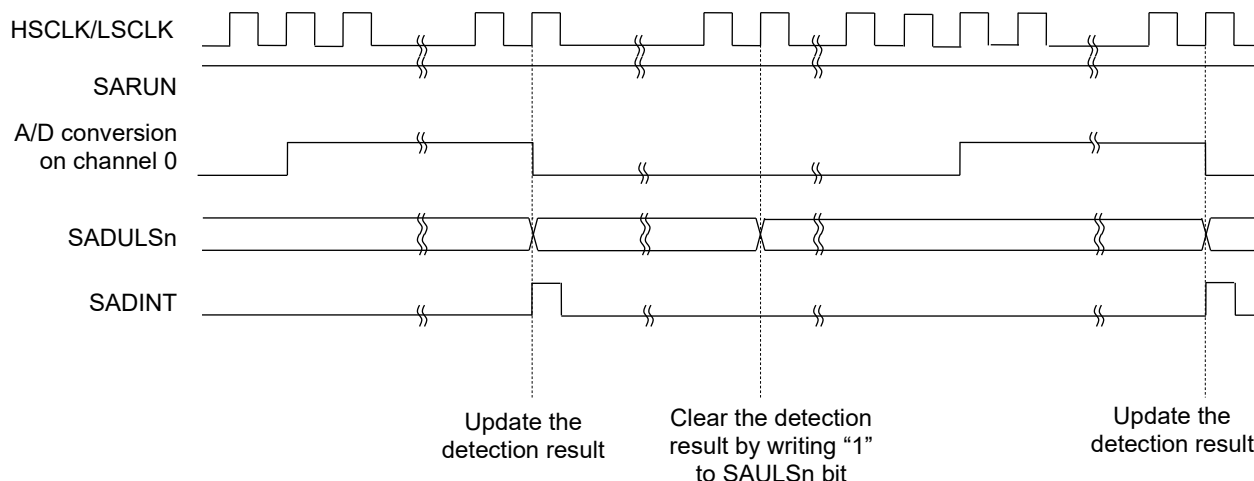 HSCLK/LSCLK
SARUN
A/D conversion
on channel 0
SADULSn
SADINT
Update the
detection result
Clear the detection
result by writing “1”
to SAULSn bit
Update the
detection result